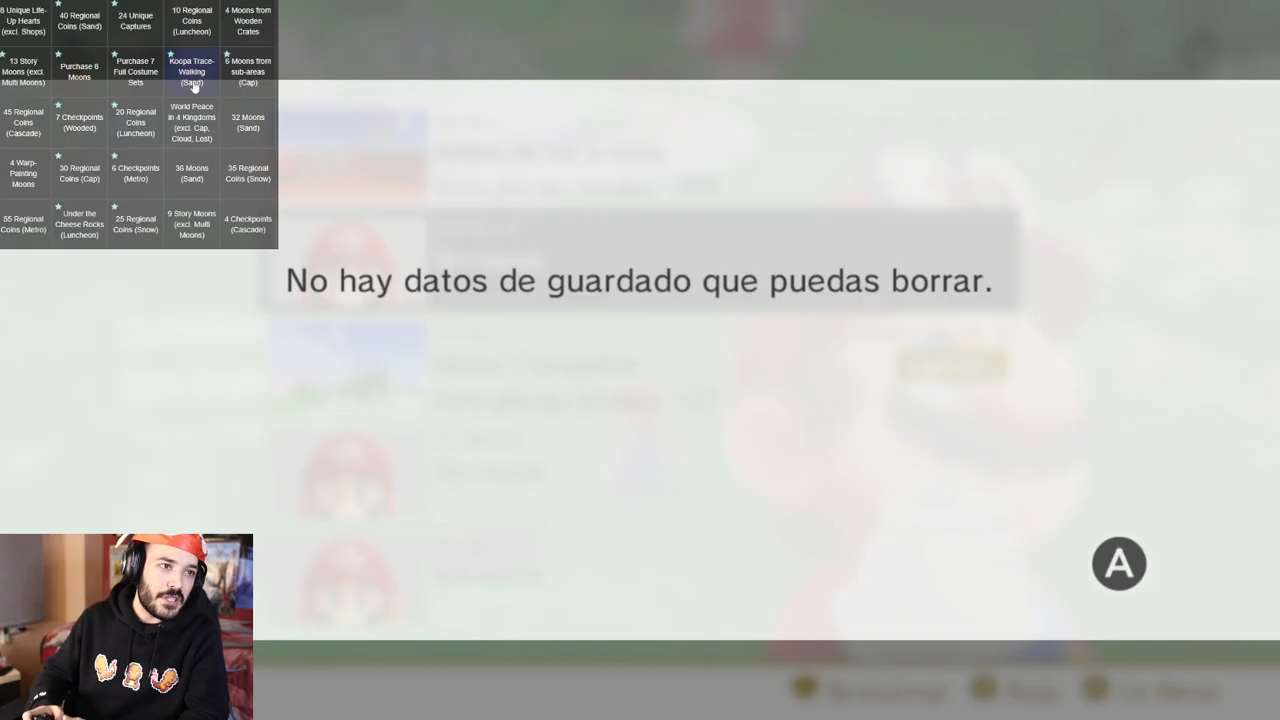 8 Unique Life-
Up Hearts
(excl. Shops)
40 Regional
Coins (Sand)
24 Unique
Captures
10 Regional
Coins
(Luncheon)
4 Moons from
Wooden
Crates
13 Story
Moons (excl.
Multi Moons)
Purchase 8
Moons
Purchase 7
Full Costume
Sets
Koopa Trace-
Walking
(Sand)
6 Moons from
sub-areas
(Cap)
45 Regional
Coins
(Cascade)
7 Checkpoints
(Wooded)
20 Regional
Coins
(Luncheon)
World Peace
in 4 Kingdoms
(excl. Cap,
Cloud, Lost)
32 Moons
(Sand)
4 Warp-
Painting
Moons
30 Regional
Coins (Cap)
6 Checkpoints
(Metro)
36 Moons
(Sand)
35 Regional
Coins (Snow)
55 Regional
Coins (Metro)
Under the
Cheese Rocks
(Luncheon)
25 Regional
Coins (Snow)
9 Story Moons
(excl. Multi
Moons)
4 Checkpoints
(Cascade)
No hay datos de guardado que puedas borrar.
A